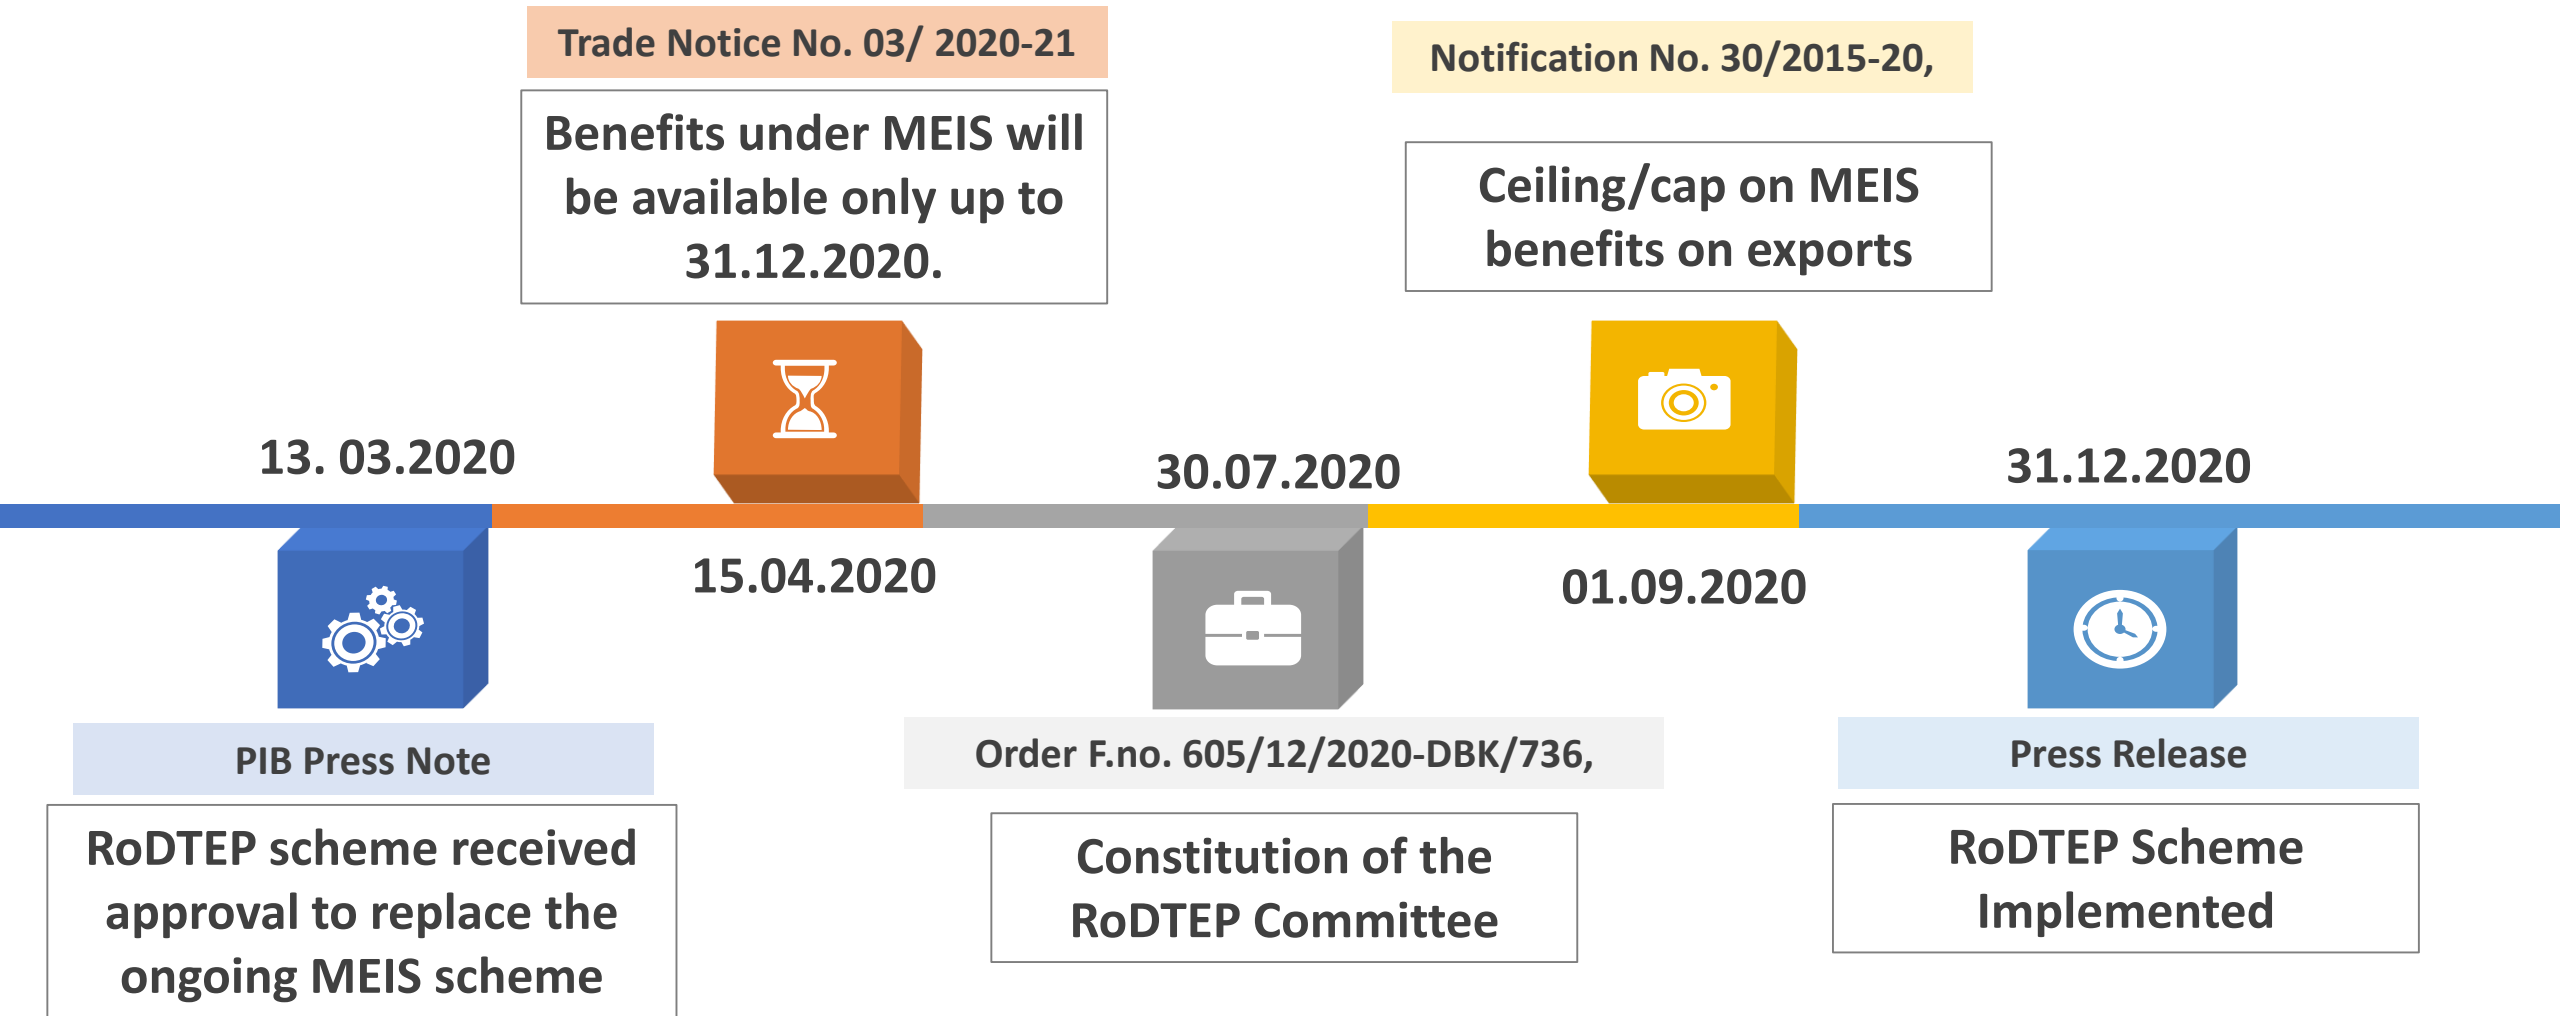 Trade Notice No. 03/ 2020-21
Benefits under MEIS will
be available only up to
31.12.2020.
Notification No. 30/2015-20,
Ceiling/cap on MEIS
benefits on exports
13. 03.2020
30.07.2020
31.12.2020
15.04.2020
01.09.2020
PIB Press Note
RoDTEP scheme received
approval to replace the
ongoing MEIS scheme
Order F.no. 605/12/2020-DBK/736,
Constitution of the
RoDTEP Committee
Press Release
RoDTEP Scheme
Implemented